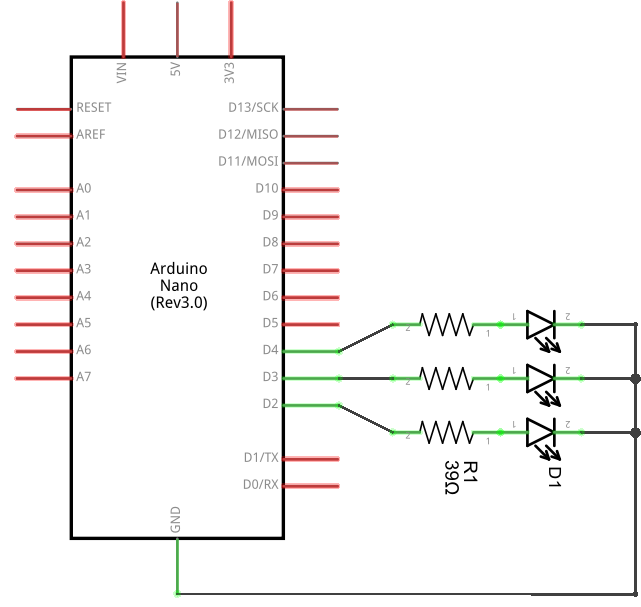 VIN
5V
3V3
RESET
D13/SCK
AREF
D12/MISO
D11/MOSI
A0
D10
A1
D9
A2
D8
A3
D7
Arduino
Nano
(Rev3.0)
A4
D6
A5
D5
2
1
1
2
A6
D4
A7
D3
2
1
1
2
D2
2
1
1
2
D1/TX
D0/RX
R1
39Ω
D1
GND